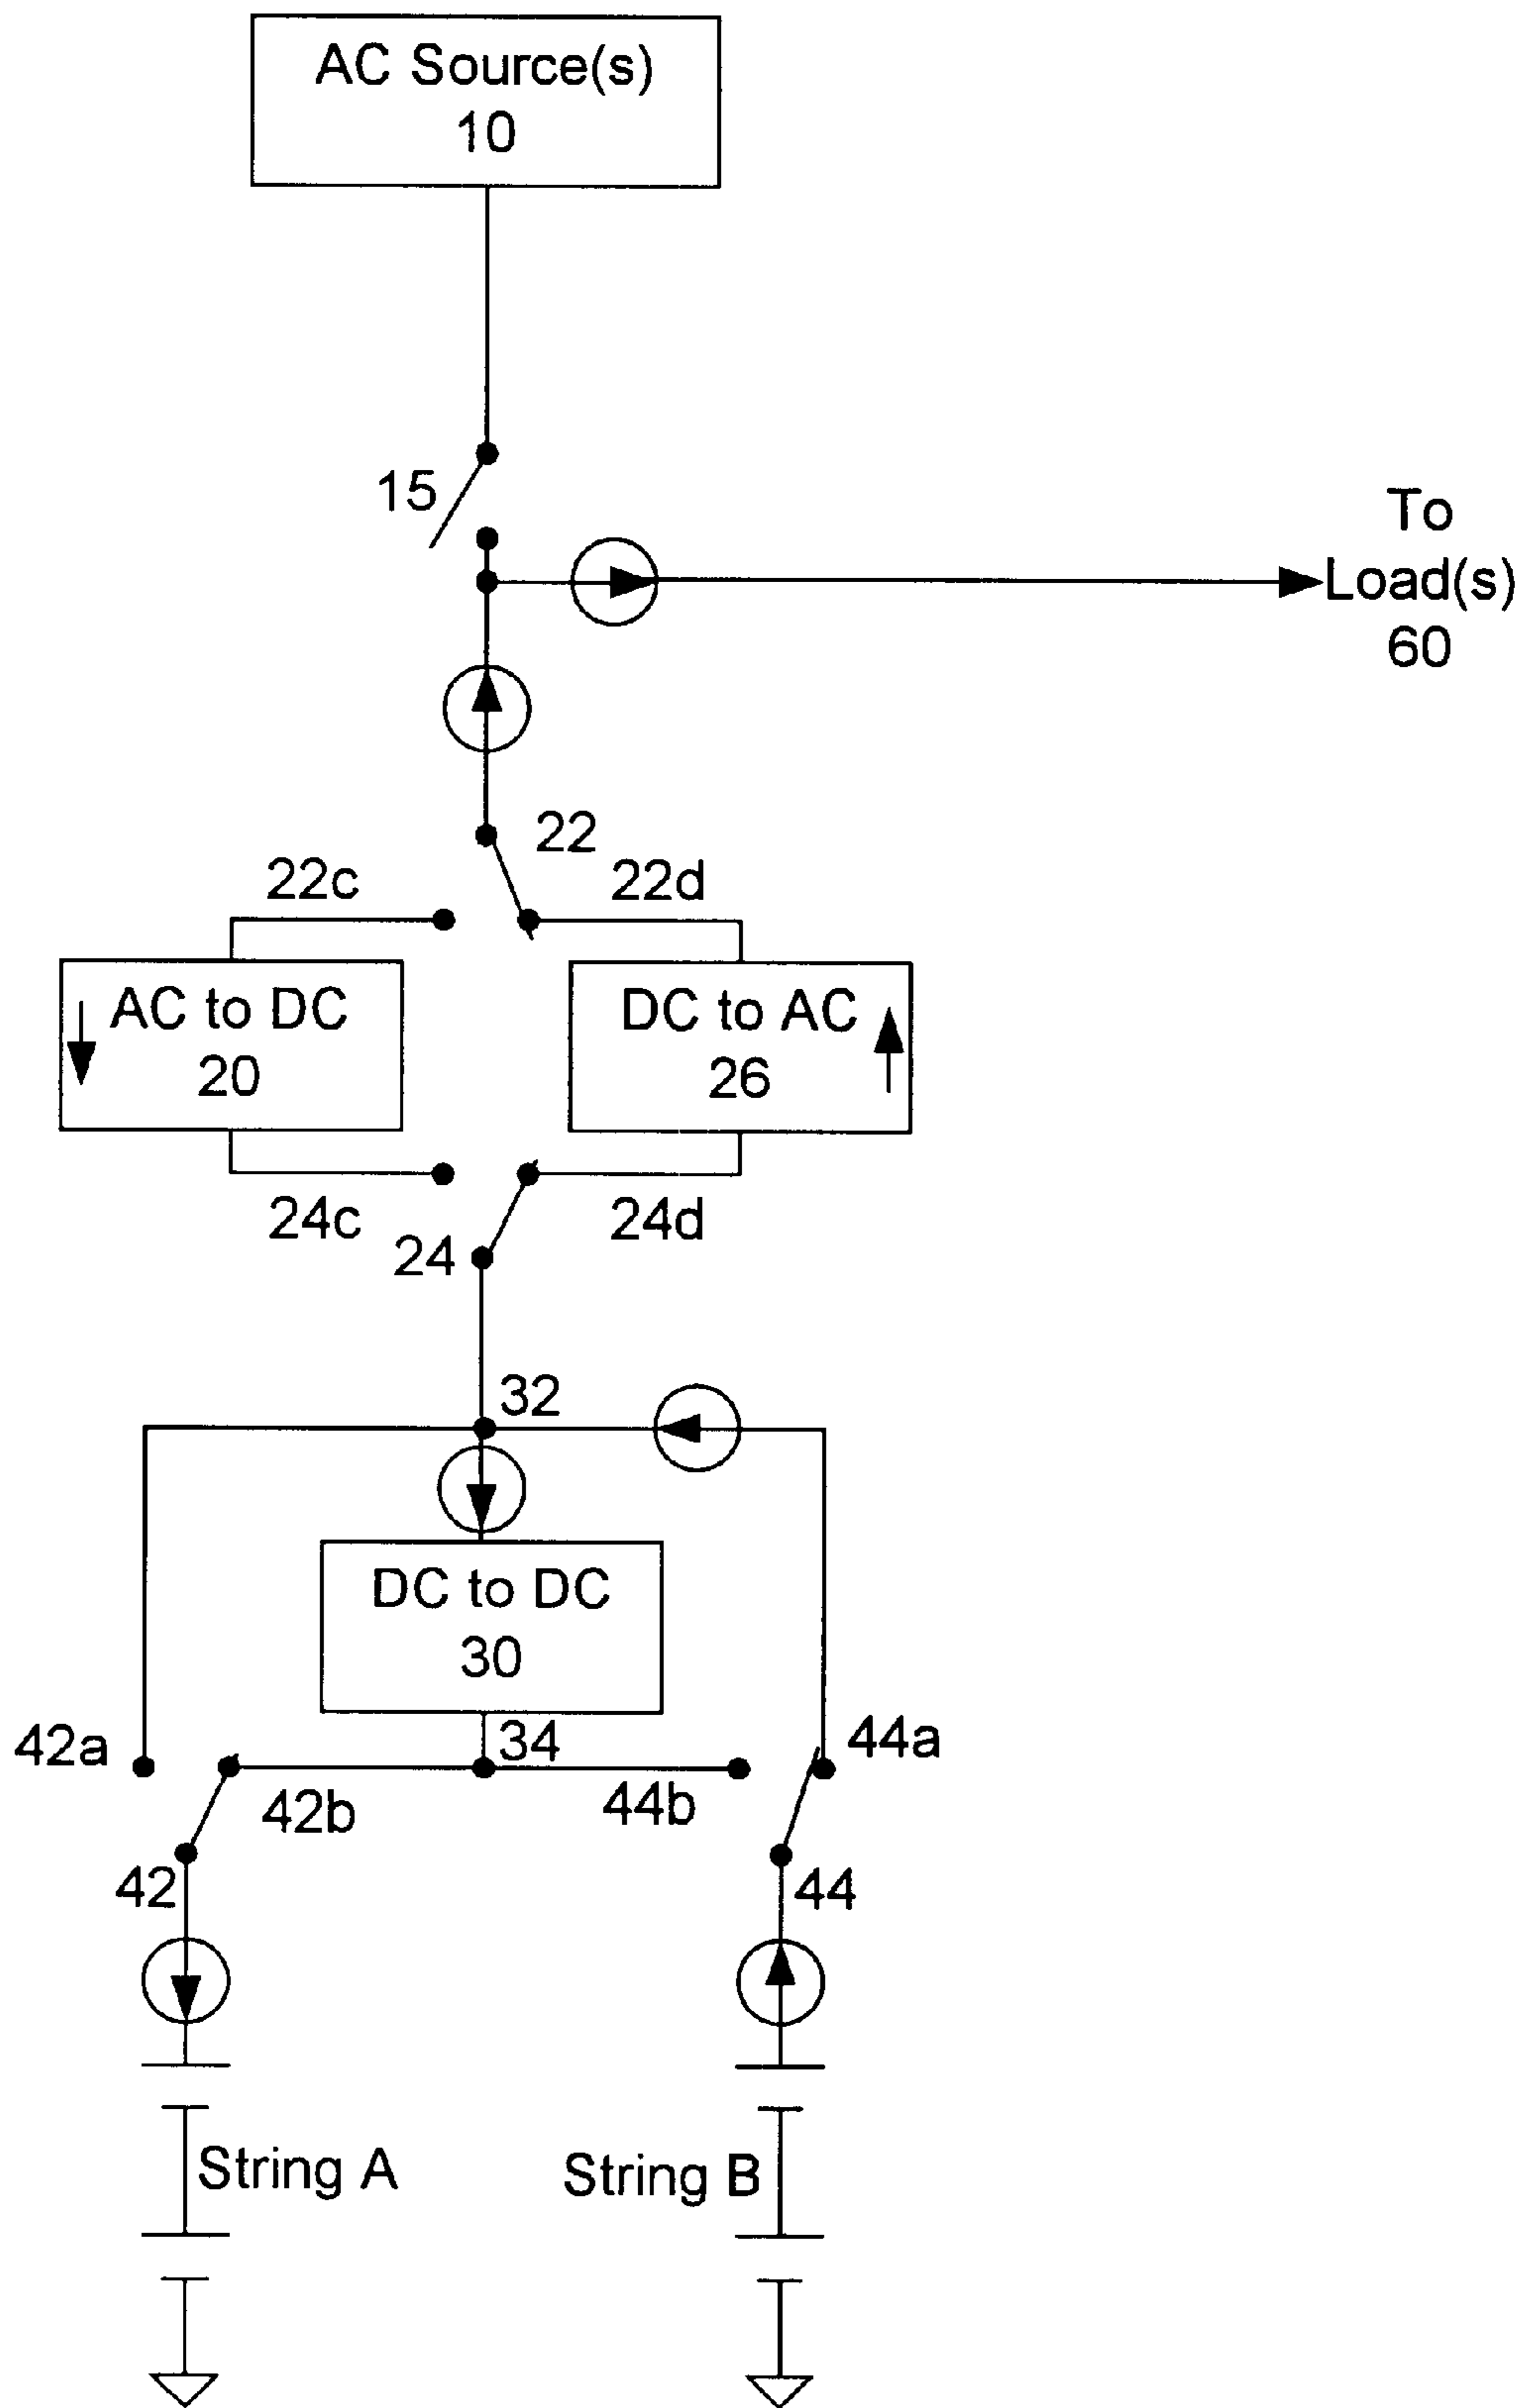 AC Source(s)
10
15
To
Load(s)
60
22
22c
22d
AC to DC
20
DC to AC
26
24c
24d
24
32
DC to DC
30
34
42a
44a
42b
44b
42
44
String A
String B